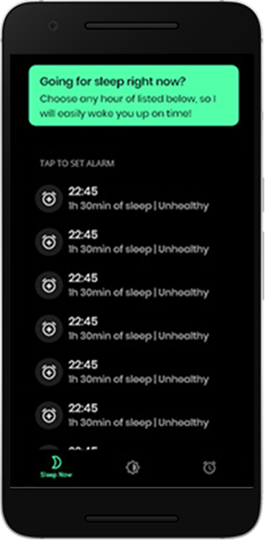 Going for sleep right now?
Choose any hour of listed below, so I
will easily wake you up on time!
TAP TO SET ALARM
22:45
1h 30min of sleep | Unhealthy
22:45
1h 30min of sleep | Unhealthy
22:45
1h 30min of sleep | Unhealthy
22:45
1h 30min of sleep | Unhealthy
22:45
1h 30min of sleep | Unhealthy
22:45
1h 30min of sleep | Unhealthy
Sleep Now